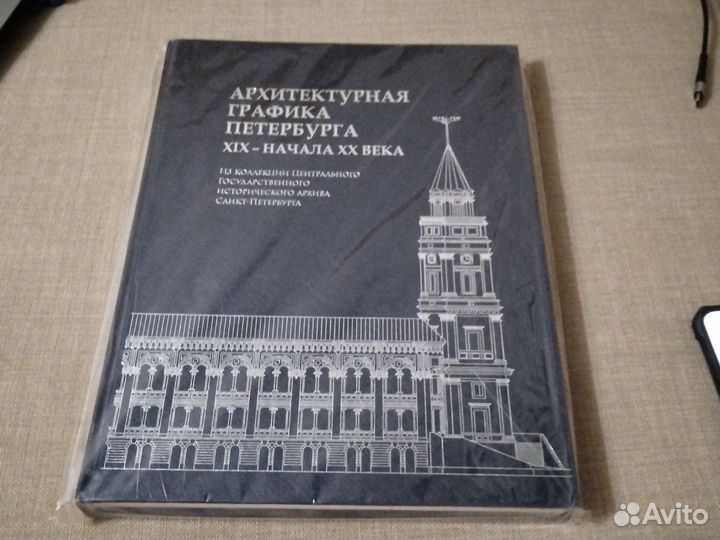 АРХИТЕКТУРНАЯ
ГРАФИКА
ПЕТЕРБУРГА
XIX – НАЧАЛА XX ВЕКА
Из коллекции Центрального
Государственного
исторического архива
Санкт-Петербурга
Avito